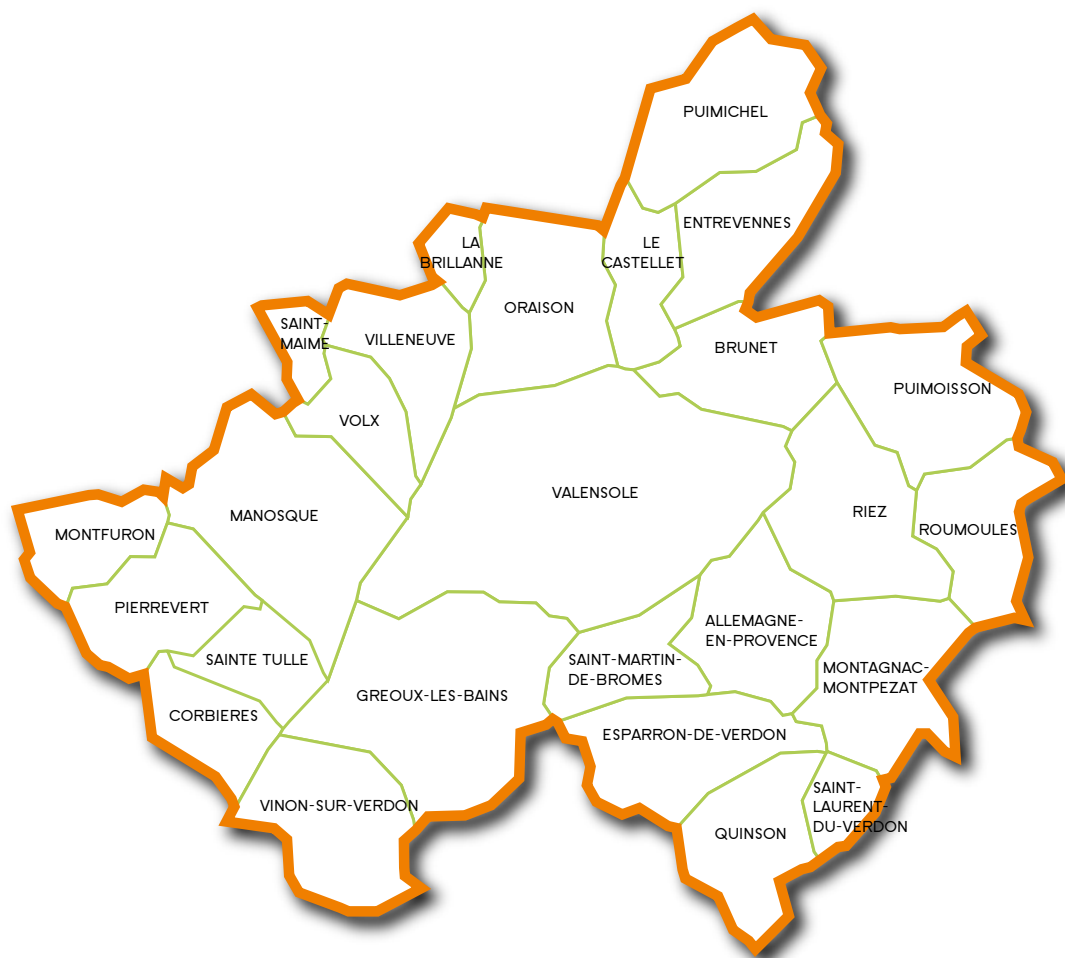 PUIMICHEL
ENTREVENNES
LE
CASTELLET
LA
BRILLANNE
ORAISON
SAINT-
MAIME
VILLENEUVE
BRUNET
PUIMOISSON
VOLX
VALENSOLE
MANOSQUE
RIEZ
ROUMOULES
MONTFURON
PIERREVERT
ALLEMAGNE-
EN-PROVENCE
SAINTE TULLE
SAINT-MARTIN-
DE-BROMES
MONTAGNAC-
MONTPEZAT
GREOUX-LES-BAINS
CORBIERES
ESPARRON-DE-VERDON
VINON-SUR-VERDON
SAINT-
LAURENT-
DU-VERDON
QUINSON